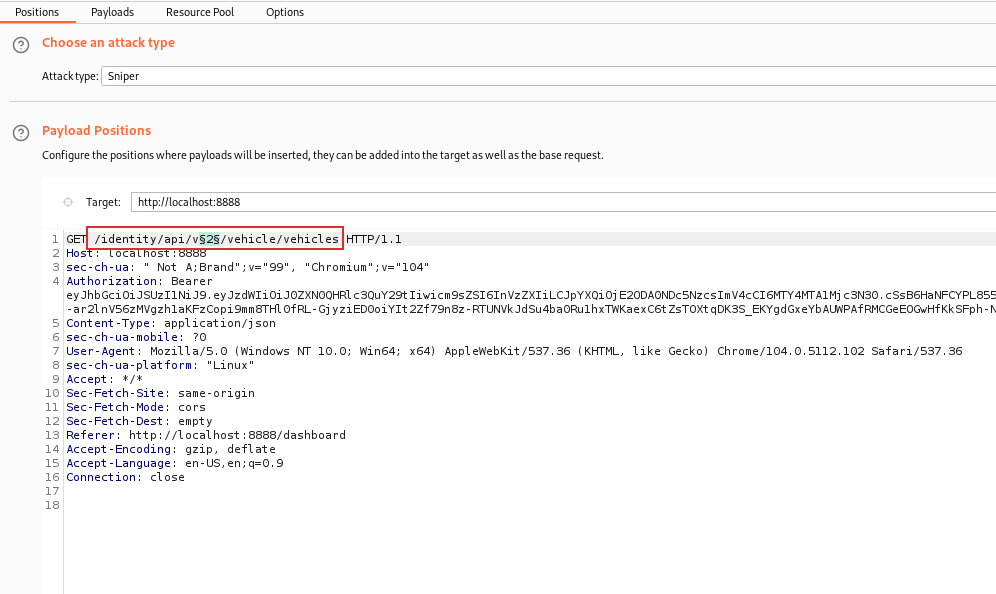 Positions Payloads Resource Pool Options
Choose an attack type
Attack type: Sniper
Payload Positions
Configure the positions where payloads will be inserted, they can be added into the target as well as the base request.
Target: http://localhost:8888
1 GET /identity/api/v§2§/vehicle/vehicles HTTP/1.1
2 Host: localhost:8888
3 sec-ch-ua: " Not A;Brand";v="99", "Chromium";v="104"
4 Authorization: Bearer
5 Content-Type: application/json
6 sec-ch-ua-mobile: ?0
7 User-Agent: Mozilla/5.0 (Windows NT 10.0; Win64; x64) AppleWebKit/537.36 (KHTML, like Gecko) Chrome/104.0.5112.102 Safari/537.36
8 sec-ch-ua-platform: "Linux"
9 Accept: */*
10 Sec-Fetch-Site: same-origin
11 Sec-Fetch-Mode: cors
12 Sec-Fetch-Dest: empty
13 Referer: http://localhost:8888/dashboard
14 Accept-Encoding: gzip, deflate
15 Accept-Language: en-US,en;q=0.9
16 Connection: close
17
18